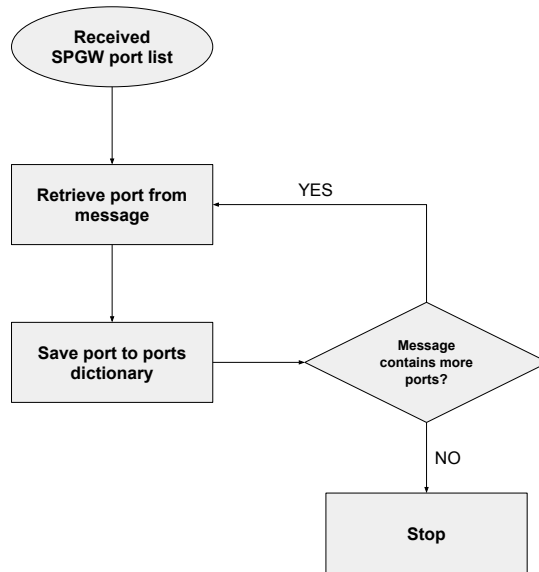 Received
SPGW port list
Retrieve port from
message
YES
Save port to ports
dictionary
Message
contains more
ports?
NO
Stop